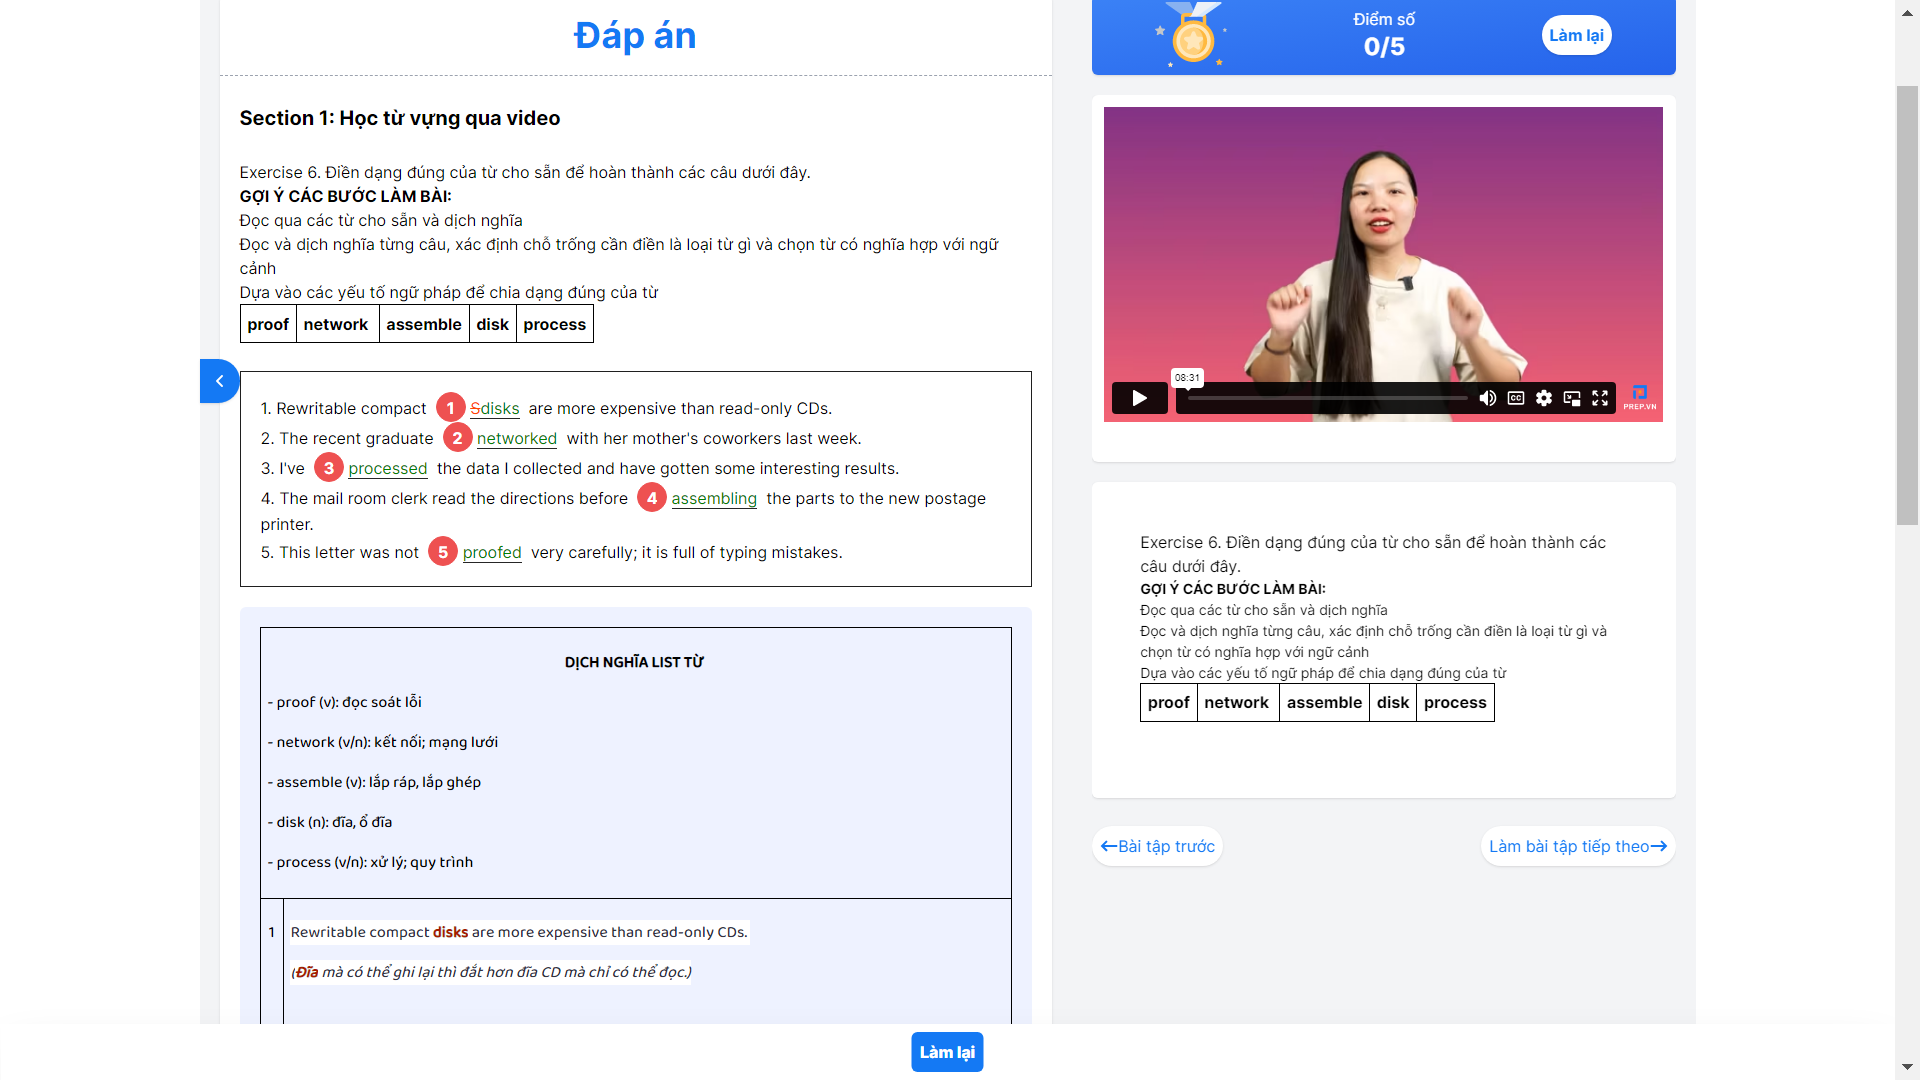 Đáp án
Section 1: Học từ vựng qua video
Exercise 6. Điền dạng đúng của từ cho sẵn để hoàn thành các câu dưới đây.
GỢI Ý CÁC BƯỚC LÀM BÀI:
Đọc qua các từ cho sẵn và dịch nghĩa
Đọc và dịch nghĩa từng câu, xác định chỗ trống cần điền là loại từ gì và chọn từ có nghĩa hợp với ngữ
cảnh
Dựa vào các yếu tố ngữ pháp để chia dạng đúng của từ
proof network assemble disk process
1. Rewritable compact 1 Sdisks are more expensive than read-only CDs.
2. The recent graduate 2 networked with her mother's coworkers last week.
3. I've 3 processed the data I collected and have gotten some interesting results.
4. The mail room clerk read the directions before 4 assembling the parts to the new postage
printer.
5. This letter was not 5 proofed very carefully; it is full of typing mistakes.
DỊCH NGHĨA LIST TỪ
- proof (v): đọc soát lỗi
- network (v/n): kết nối; mạng lưới
- assemble (v): lắp ráp, lắp ghép
- disk (n): đĩa, ổ đĩa
- process (v/n): xử lý; quy trình
1 Rewritable compact disks are more expensive than read-only CDs.
(Đĩa mà có thể ghi lại thì đắt hơn đĩa CD mà chỉ có thể đọc.)
Làm lại
Điểm số
0/5
Làm lại
08:31
CC
PREP.VN
Exercise 6. Điền dạng đúng của từ cho sẵn để hoàn thành các
câu dưới đây.
GỢI Ý CÁC BƯỚC LÀM BÀI:
Đọc qua các từ cho sẵn và dịch nghĩa
Đọc và dịch nghĩa từng câu, xác định chỗ trống cần điền là loại từ gì và
chọn từ có nghĩa hợp với ngữ cảnh
Dựa vào các yếu tố ngữ pháp để chia dạng đúng của từ
proof network assemble disk process
←Bài tập trước
Làm bài tập tiếp theo→